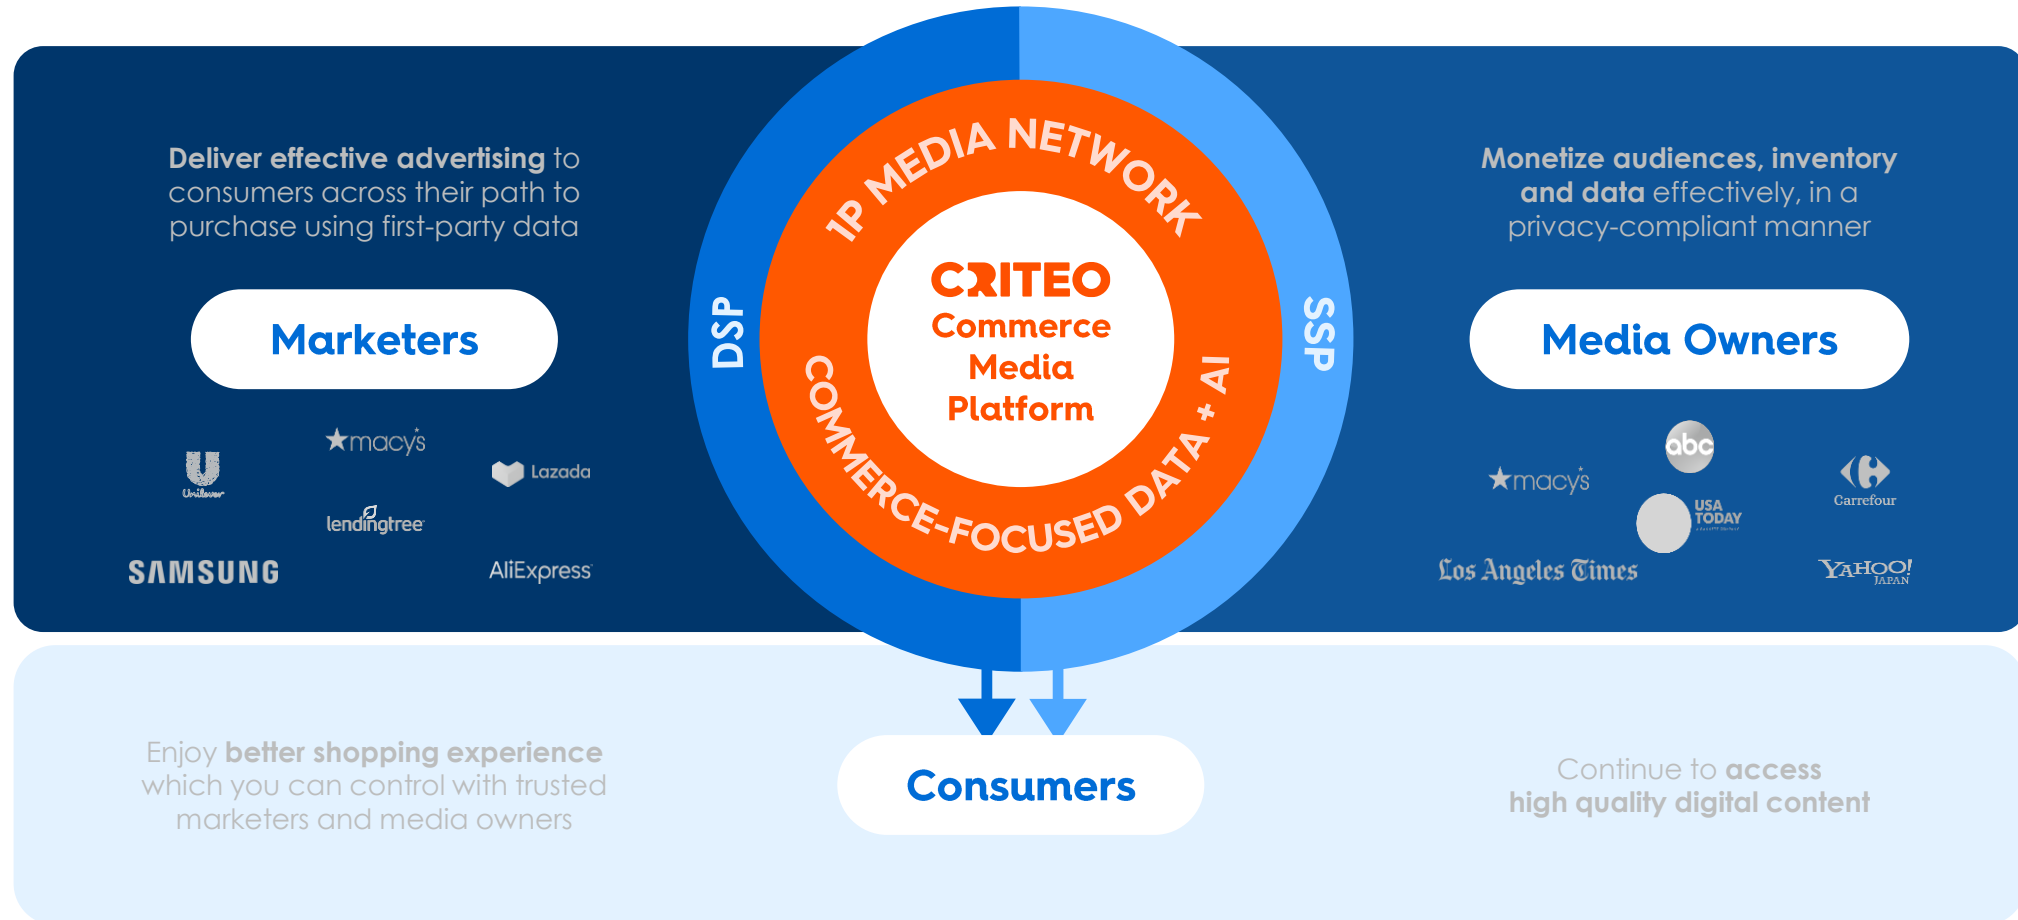 Deliver effective advertising to
consumers across their path to
purchase using first-party data
Marketers
macy's
Unilever
Lazada
lendingtree
SAMSUNG
AliExpress
DSP
1P MEDIA NETWORK
CRITEO
Commerce
Media
Platform
COMMERCE-FOCUSED DATA + AI
SSP
Monetize audiences, inventory
and data effectively, in a
privacy-compliant manner
Media Owners
abc
macy's
Carrefour
USA
TODAY
Los Angeles Times
YAHOO!
JAPAN
Enjoy better shopping experience
which you can control with trusted
marketers and media owners
Consumers
Continue to access
high quality digital content